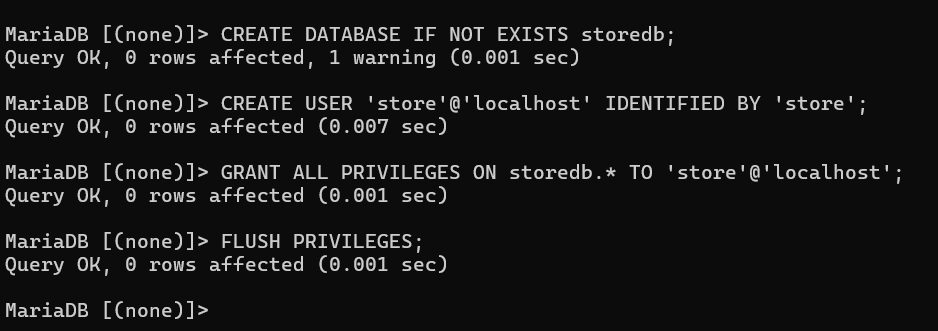 MariaDB [(none)]> CREATE DATABASE IF NOT EXISTS storedb;
Query OK, 0 rows affected, 1 warning (0.001 sec)
MariaDB [(none)]> CREATE USER 'store'@'localhost' IDENTIFIED BY 'store';
Query OK, 0 rows affected (0.007 sec)
MariaDB [(none)]> GRANT ALL PRIVILEGES ON storedb.* TO 'store'@'localhost';
Query OK, 0 rows affected (0.001 sec)
MariaDB [(none)]> FLUSH PRIVILEGES;
Query OK, 0 rows affected (0.001 sec)
MariaDB [(none)]>